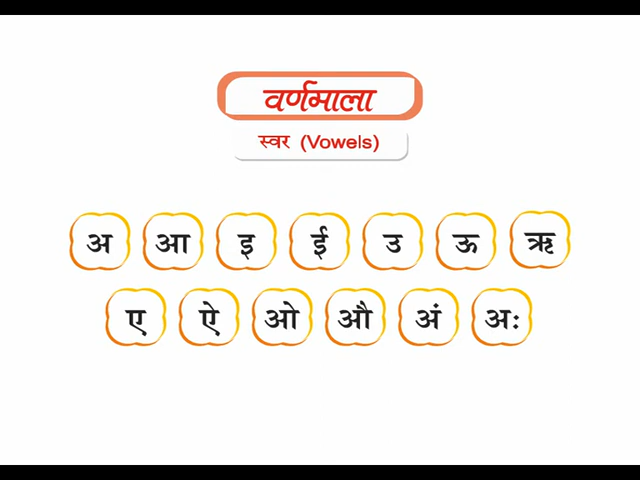 वर्णमाला
स्वर (Vowels)
अ आ इ ई उ ऊ ऋ
ए ऐ ओ औ अं अः